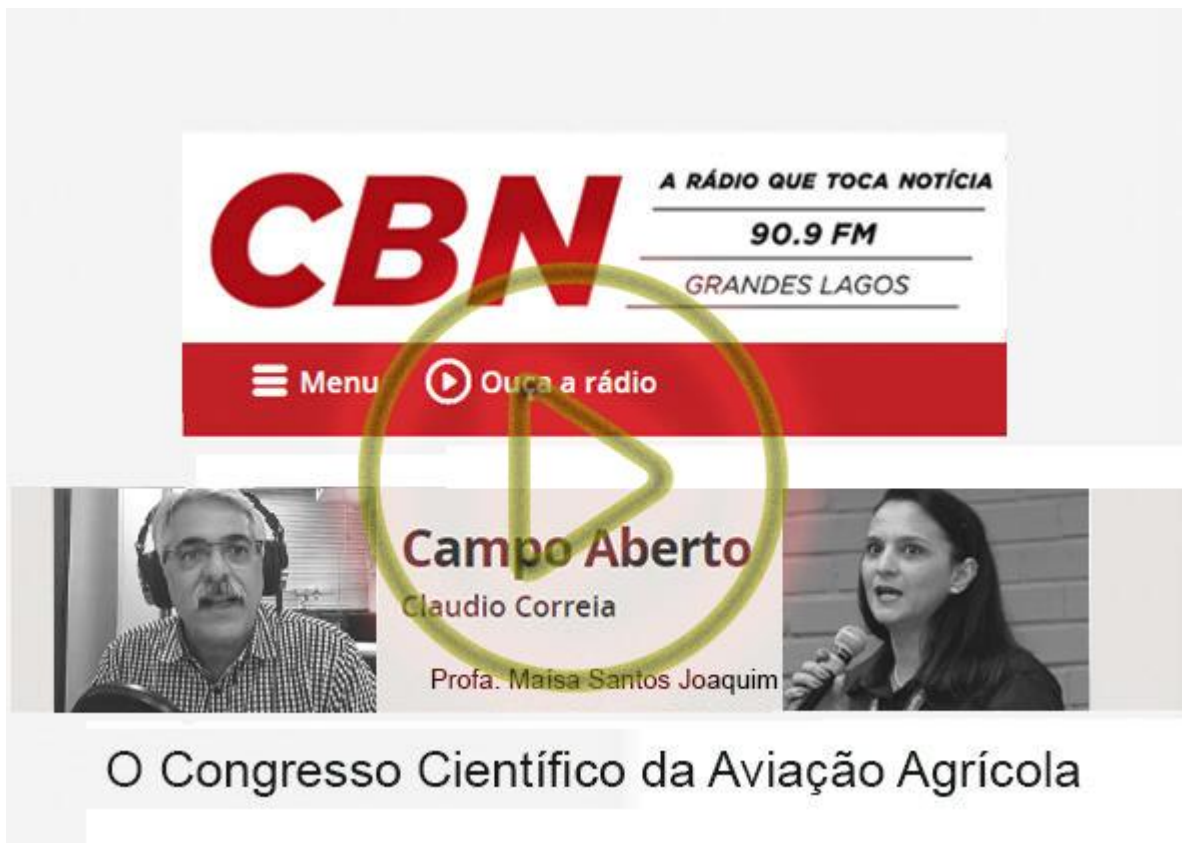 CBN
A RÁDIO QUE TOCA NOTÍCIA
90.9 FM
GRANDES LAGOS
Menu
Ouça a rádio
Campo Aberto
Claudio Correia
Profa. Maísa Santos Joaquim
O Congresso Científico da Aviação Agrícola